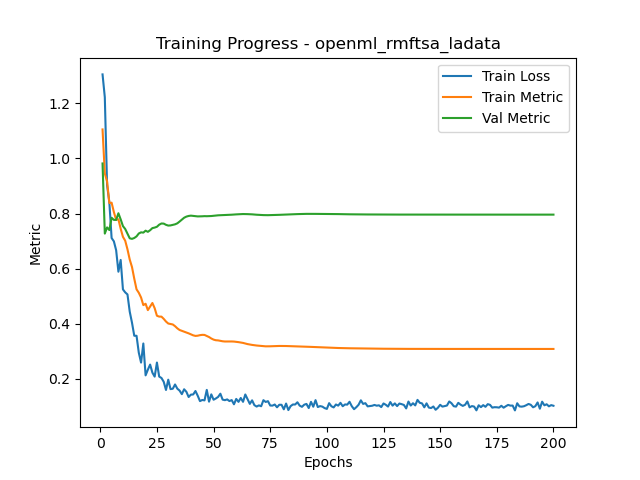 Training Progress - openml_rmftsa_ladata
Train Loss
Train Metric
Val Metric
Metric
1.2
1.0
0.8
0.6
0.4
0.2
0 25 50 75 100 125 150 175 200
Epochs